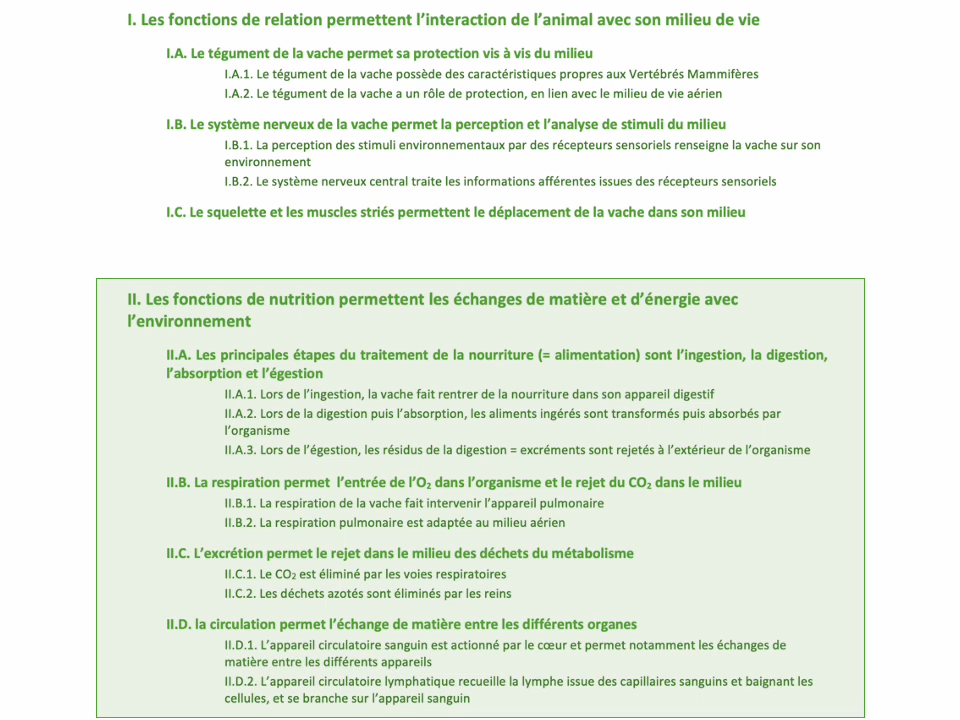 I. Les fonctions de relation permettent l’interaction de l’animal avec son milieu de vie
I.A. Le tégument de la vache permet sa protection vis à vis du milieu
I.A.1. Le tégument de la vache possède des caractéristiques propres aux Vertébrés Mammifères
I.A.2. Le tégument de la vache a un rôle de protection, en lien avec le milieu de vie aérien
I.B. Le système nerveux de la vache permet la perception et l’analyse de stimuli du milieu
I.B.1. La perception des stimuli environnementaux par des récepteurs sensoriels renseigne la vache sur son
environnement
I.B.2. Le système nerveux central traite les informations afférentes issues des récepteurs sensoriels
I.C. Le squelette et les muscles striés permettent le déplacement de la vache dans son milieu
II. Les fonctions de nutrition permettent les échanges de matière et d’énergie avec
l’environnement
II.A. Les principales étapes du traitement de la nourriture (= alimentation) sont l’ingestion, la digestion,
l’absorption et l’égestion
II.A.1. Lors de l’ingestion, la vache fait rentrer de la nourriture dans son appareil digestif
II.A.2. Lors de la digestion puis l’absorption, les aliments ingérés sont transformés puis absorbés par
l’organisme
II.A.3. Lors de l’égestion, les résidus de la digestion = excréments sont rejetés à l’extérieur de l’organisme
II.B. La respiration permet l’entrée de l’O₂ dans l’organisme et le rejet du CO₂ dans le milieu
II.B.1. La respiration de la vache fait intervenir l’appareil pulmonaire
II.B.2. La respiration pulmonaire est adaptée au milieu aérien
II.C. L’excrétion permet le rejet dans le milieu des déchets du métabolisme
II.C.1. Le CO₂ est éliminé par les voies respiratoires
II.C.2. Les déchets azotés sont éliminés par les reins
II.D. la circulation permet l’échange de matière entre les différents organes
II.D.1. L’appareil circulatoire sanguin est actionné par le cœur et permet notamment les échanges de
matière entre les différents appareils
II.D.2. L’appareil circulatoire lymphatique recueille la lymphe issue des capillaires sanguins et baignant les
cellules, et se branche sur l’appareil sanguin